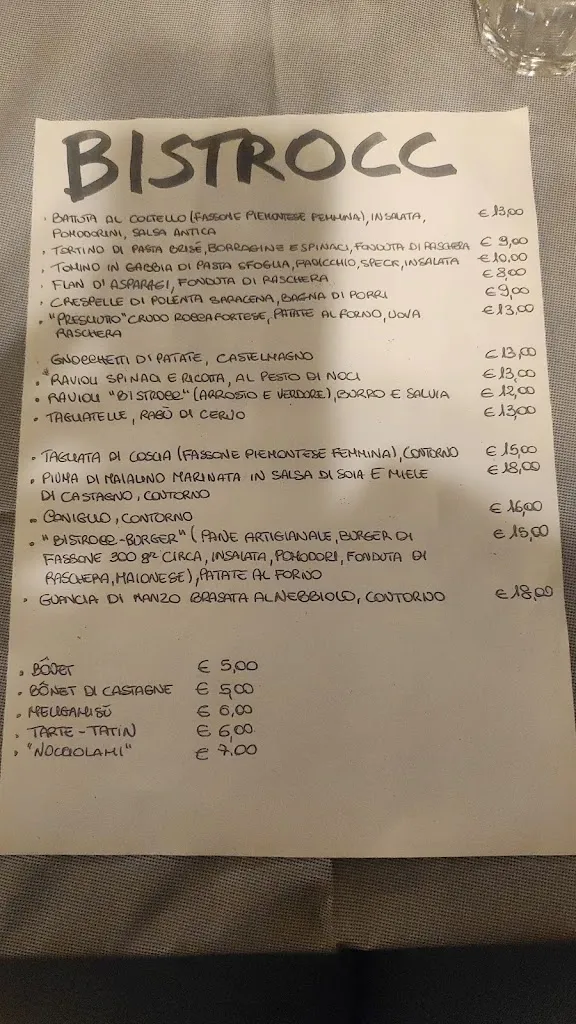 BISTROCC
· BATTUTA AL COLTELLO (FASSONE PIEMONTESE FEMMINA), INSALATA, € 13,00
POMODORINI, SALSA ANTICA
· TORTINO DI PASTA BRISÉ, BORRAGINE E SPINACI, FONDUTA DI RASCHERA € 9,00
· TOMINO IN GABBIA DI PASTA SFOGLIA, RADICCHIO, SPECK, INSALATA € 10,00
· FLAN D'ASPARAGI, FONDUTA DI RASCHERA € 8,00
· CRESPELLE DI POLENTA SARACENA, BAGNA DI PORRI € 9,00
· "PRESCIUTTO" CRUDO ROCCAFORTESE, PATATE AL FORNO, UOVA € 13,00
RASCHERA
GNOCCHETTI DI PATATE, CASTELMAGNO € 13,00
· RAVIOLI SPINACI E RICOTTA, AL PESTO DI NOCI € 13,00
· RAVIOLI "BISTROCC" (ARROSTO E VERDURE), BURRO E SALVIA € 12,00
· TAGLIATELLE, RAGÙ DI CERVO € 13,00
· TAGLIATA DI COSCIA (FASSONE PIEMONTESE FEMMINA), CONTORNO € 15,00
· PIUMA DI MAIALINO MARINATA IN SALSA DI SOIA E MIELE € 18,00
DI CASTAGNO, CONTORNO
· CONIGLIO, CONTORNO € 16,00
· "BISTROCC-BURGER" (PANE ARTIGIANALE, BURGER DI € 15,00
FASSONE 300 gr CIRCA, INSALATA, POMODORI, FONDUTA DI
RASCHERA, MAIONESE), PATATE AL FORNO
· GUANCIA DI MANZO BRASATA AL NEBBIOLO, CONTORNO € 18,00
· BÔNET € 5,00
· BÔNET DI CASTAGNE € 5,00
· MELIGAMISÙ € 6,00
· TARTE-TATIN € 6,00
· "NOCCIOLAMI" € 7,00